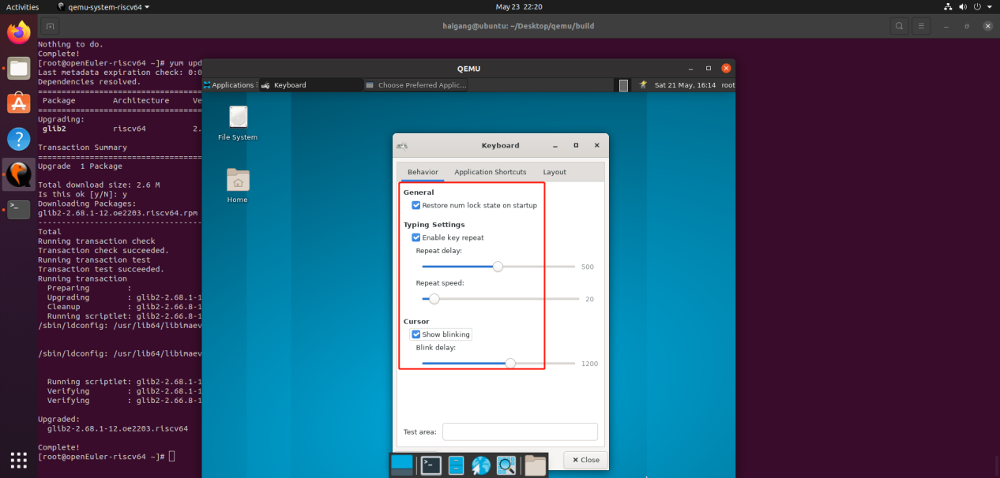 Activities
qemu-system-riscv64
May 23 22:20
haigang@ubuntu: ~/Desktop/qemu/build
Nothing to do.
Complete!
[root@openEuler-riscv64 ~]# yum upd
Last metadata expiration check: 0:0
Dependencies resolved.
================================
Package Architecture Ve
================================
Upgrading:
glib2 riscv64 2.
Transaction Summary
================================
Upgrade 1 Package
Total download size: 2.6 M
Is this ok [y/N]: y
Downloading Packages:
glib2-2.68.1-12.oe2203.riscv64.rpm
--------------------------------
Total
Running transaction check
Transaction check succeeded.
Running transaction test
Transaction test succeeded.
Running transaction
Preparing :
Upgrading : glib2-2.68.1-1
Cleanup : glib2-2.66.8-1
Running scriptlet: glib2-2.66.8-1
/sbin/ldconfig: /usr/lib64/libimaev
/sbin/ldconfig: /usr/lib64/libimaev
Running scriptlet: glib2-2.68.1-1
Verifying : glib2-2.68.1-1
Verifying : glib2-2.66.8-1
Upgraded:
glib2-2.68.1-12.oe2203.riscv64
Complete!
[root@openEuler-riscv64 ~]#
QEMU
Applications
Keyboard
Choose Preferred Applic...
Sat 21 May, 16:14 root
File System
Home
Keyboard
Behavior Application Shortcuts Layout
General
Restore num lock state on startup
Typing Settings
Enable key repeat
Repeat delay:
500
Repeat speed:
20
Cursor
Show blinking
Blink delay:
1200
Test area:
Close